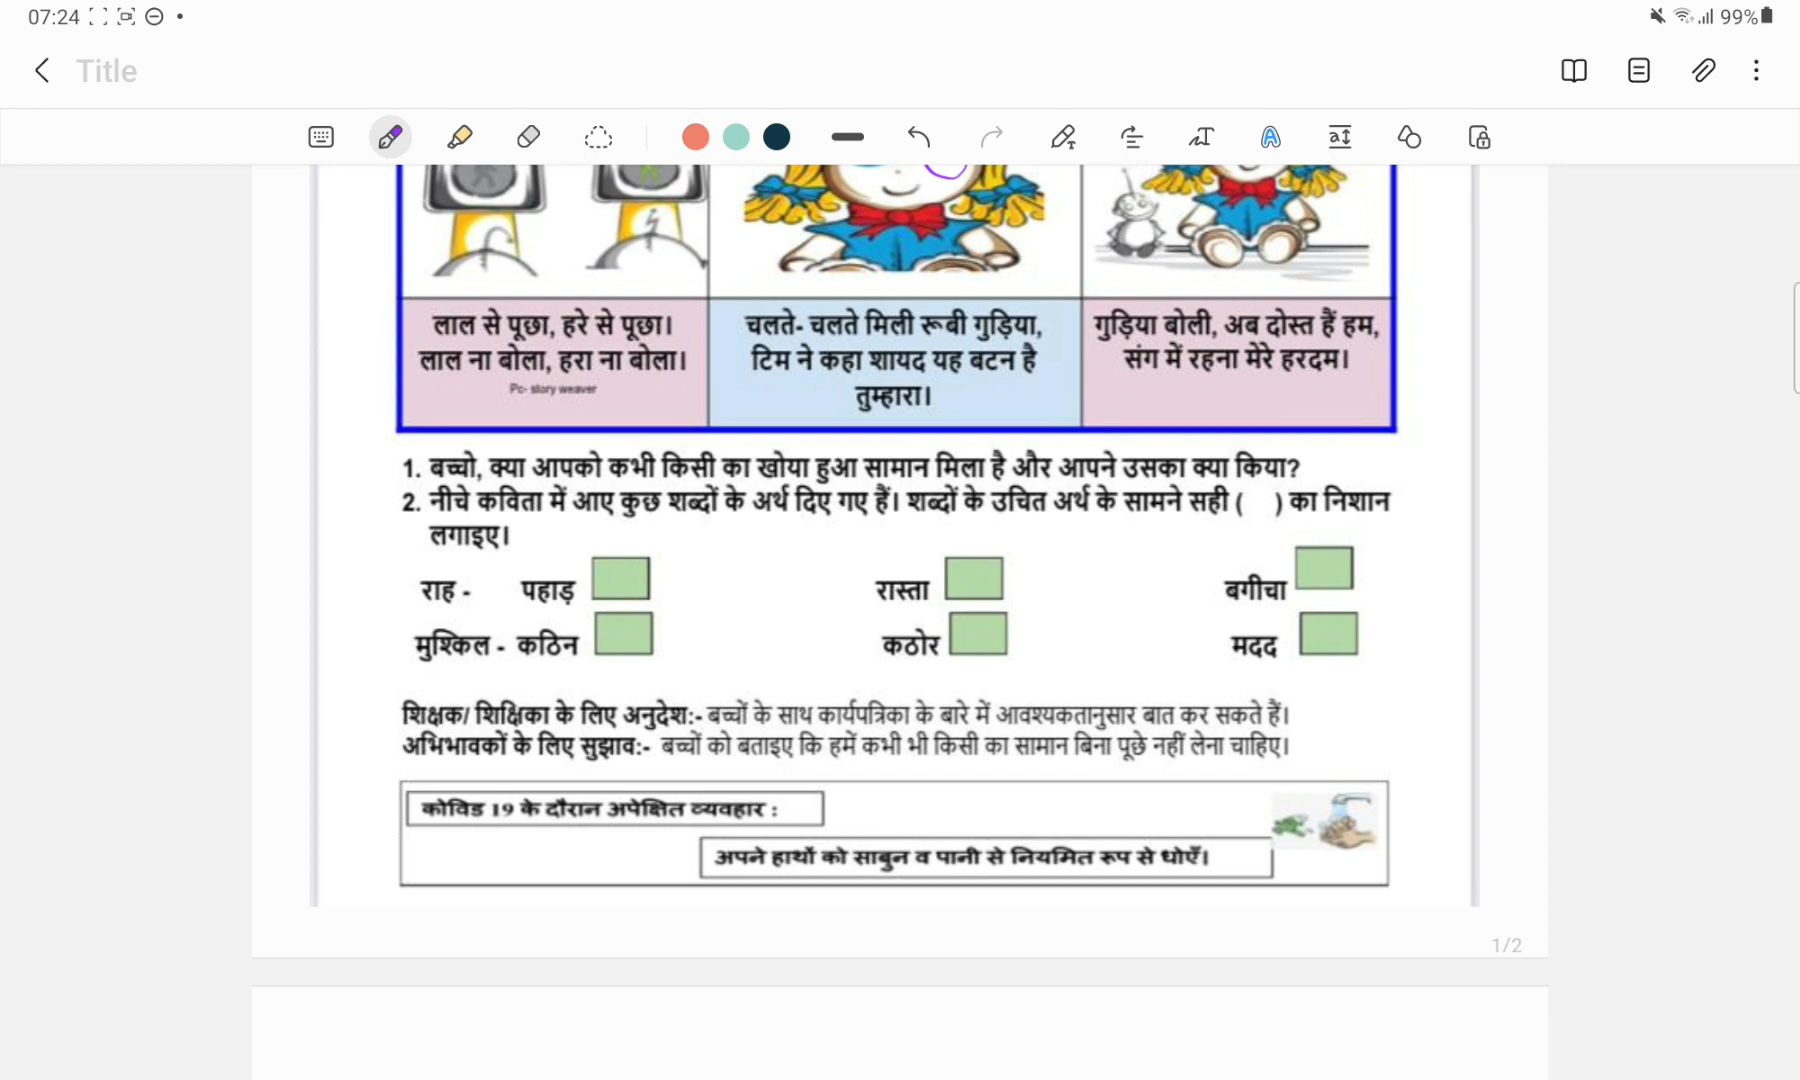 07:24
99%
Title
लाल से पूछा, हरे से पूछा।
लाल ना बोला, हरा ना बोला।
Pc- story weaver
चलते- चलते मिली रूबी गुड़िया,
टिम ने कहा शायद यह बटन है
तुम्हारा।
गुड़िया बोली, अब दोस्त हैं हम,
संग में रहना मेरे हरदम।
1. बच्चो, क्या आपको कभी किसी का खोया हुआ सामान मिला है और आपने उसका क्या किया?
2. नीचे कविता में आए कुछ शब्दों के अर्थ दिए गए हैं। शब्दों के उचित अर्थ के सामने सही ( ) का निशान
लगाइए।
राह - पहाड़ रास्ता बगीचा
मुश्किल - कठिन कठोर मदद
शिक्षक/ शिक्षिका के लिए अनुदेश:- बच्चों के साथ कार्यपत्रिका के बारे में आवश्यकतानुसार बात कर सकते हैं।
अभिभावकों के लिए सुझाव:- बच्चों को बताइए कि हमें कभी भी किसी का सामान बिना पूछे नहीं लेना चाहिए।
कोविड 19 के दौरान अपेक्षित व्यवहार :
अपने हाथों को साबुन व पानी से नियमित रूप से धोएँ।
1/2